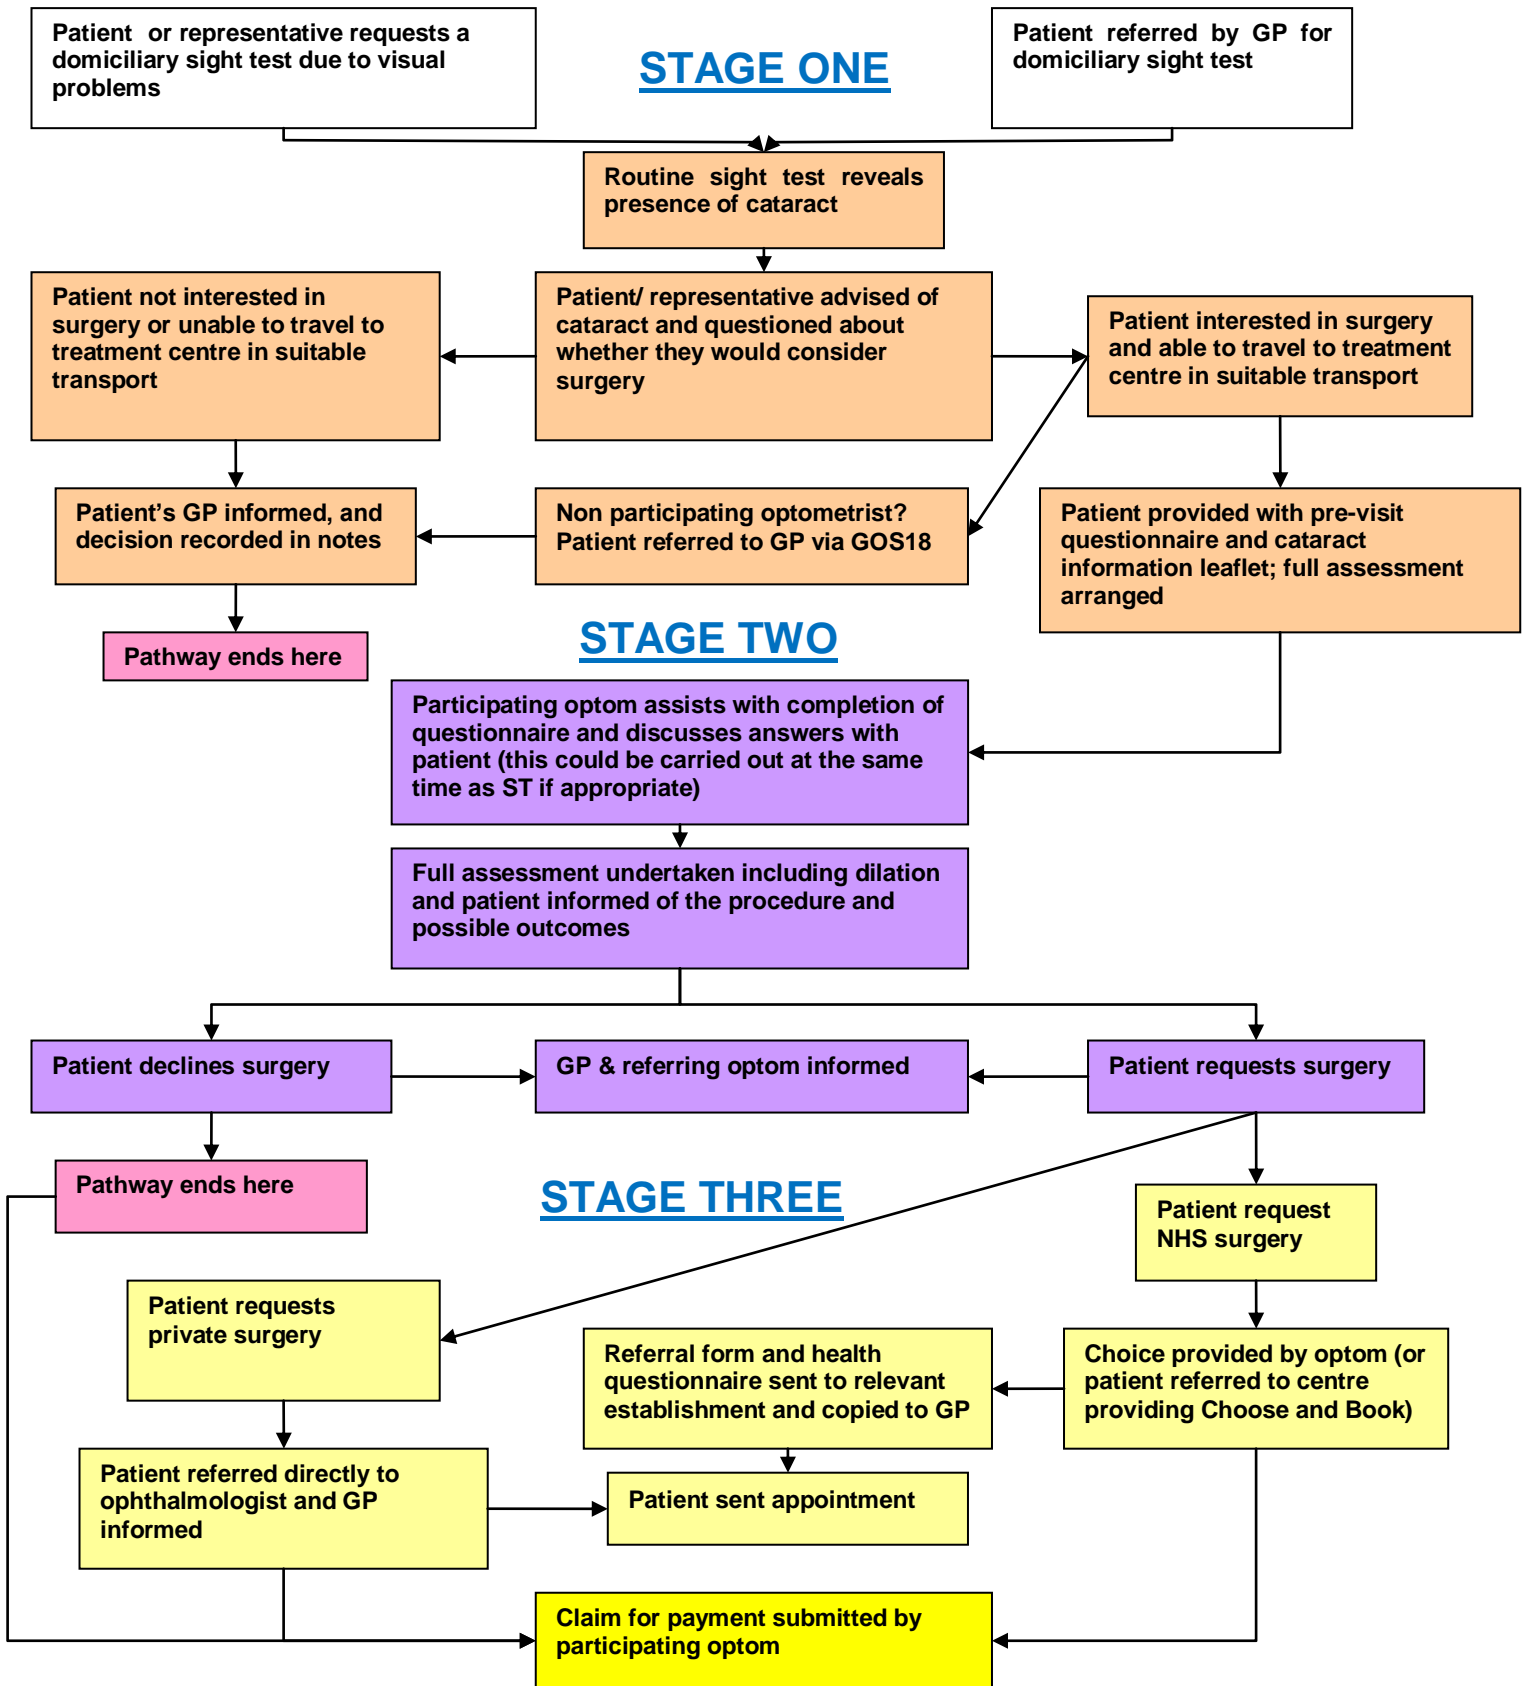 Patient or representative requests a
domiciliary sight test due to visual
problems
STAGE ONE
Patient referred by GP for
domiciliary sight test
Routine sight test reveals
presence of cataract
Patient not interested in
surgery or unable to travel to
treatment centre in suitable
transport
Patient/ representative advised of
cataract and questioned about
whether they would consider
surgery
Patient interested in surgery
and able to travel to treatment
centre in suitable transport
Patient's GP informed, and
decision recorded in notes
Non participating optometrist?
Patient referred to GP via GOS18
Patient provided with pre-visit
questionnaire and cataract
information leaflet; full assessment
arranged
Pathway ends here
STAGE TWO
Participating optom assists with completion of
questionnaire and discusses answers with
patient (this could be carried out at the same
time as ST if appropriate)
Full assessment undertaken including dilation
and patient informed of the procedure and
possible outcomes
Patient declines surgery
GP & referring optom informed
Patient requests surgery
Pathway ends here
STAGE THREE
Patient request
NHS surgery
Patient requests
private surgery
Referral form and health
questionnaire sent to relevant
establishment and copied to GP
Choice provided by optom (or
patient referred to centre
providing Choose and Book)
Patient referred directly to
ophthalmologist and GP
informed
Patient sent appointment
Claim for payment submitted by
participating optom